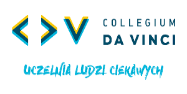 COLLEGIUM
DA VINCI
UCZELNIA LUDZI CIEKAWYCH